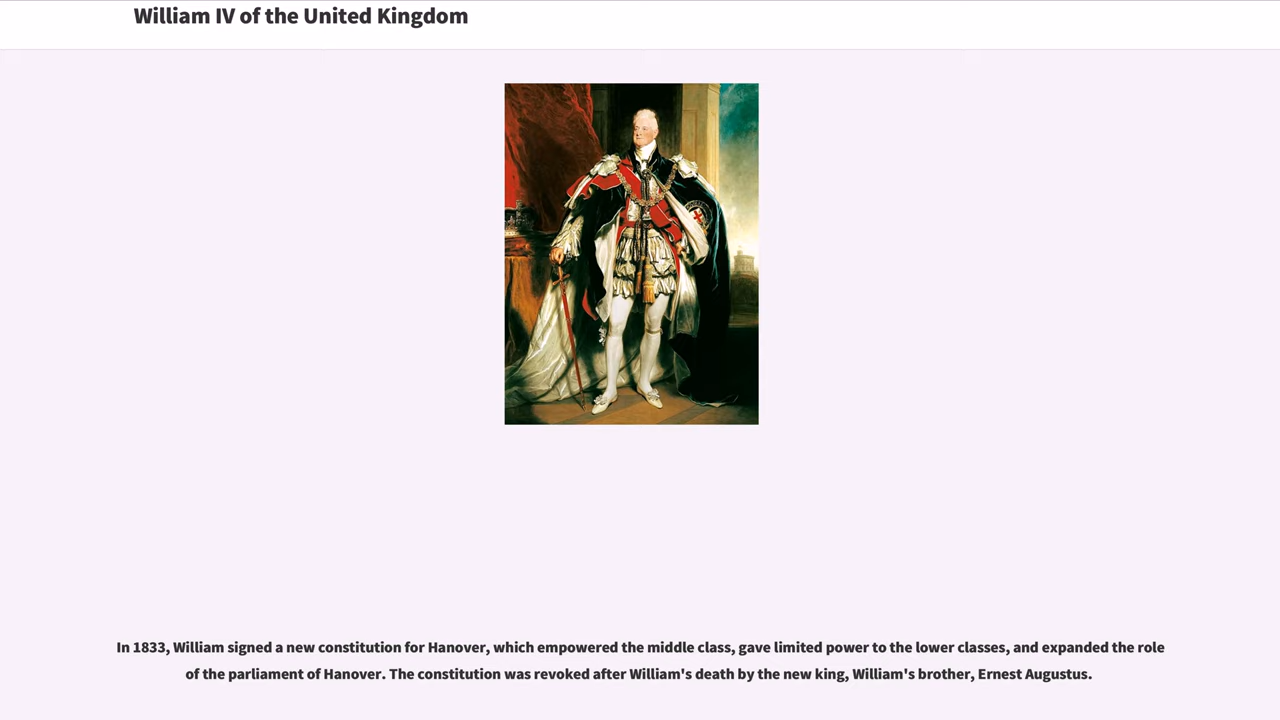 William IV of the United Kingdom
In 1833, William signed a new constitution for Hanover, which empowered the middle class, gave limited power to the lower classes, and expanded the role
of the parliament of Hanover. The constitution was revoked after William's death by the new king, William's brother, Ernest Augustus.